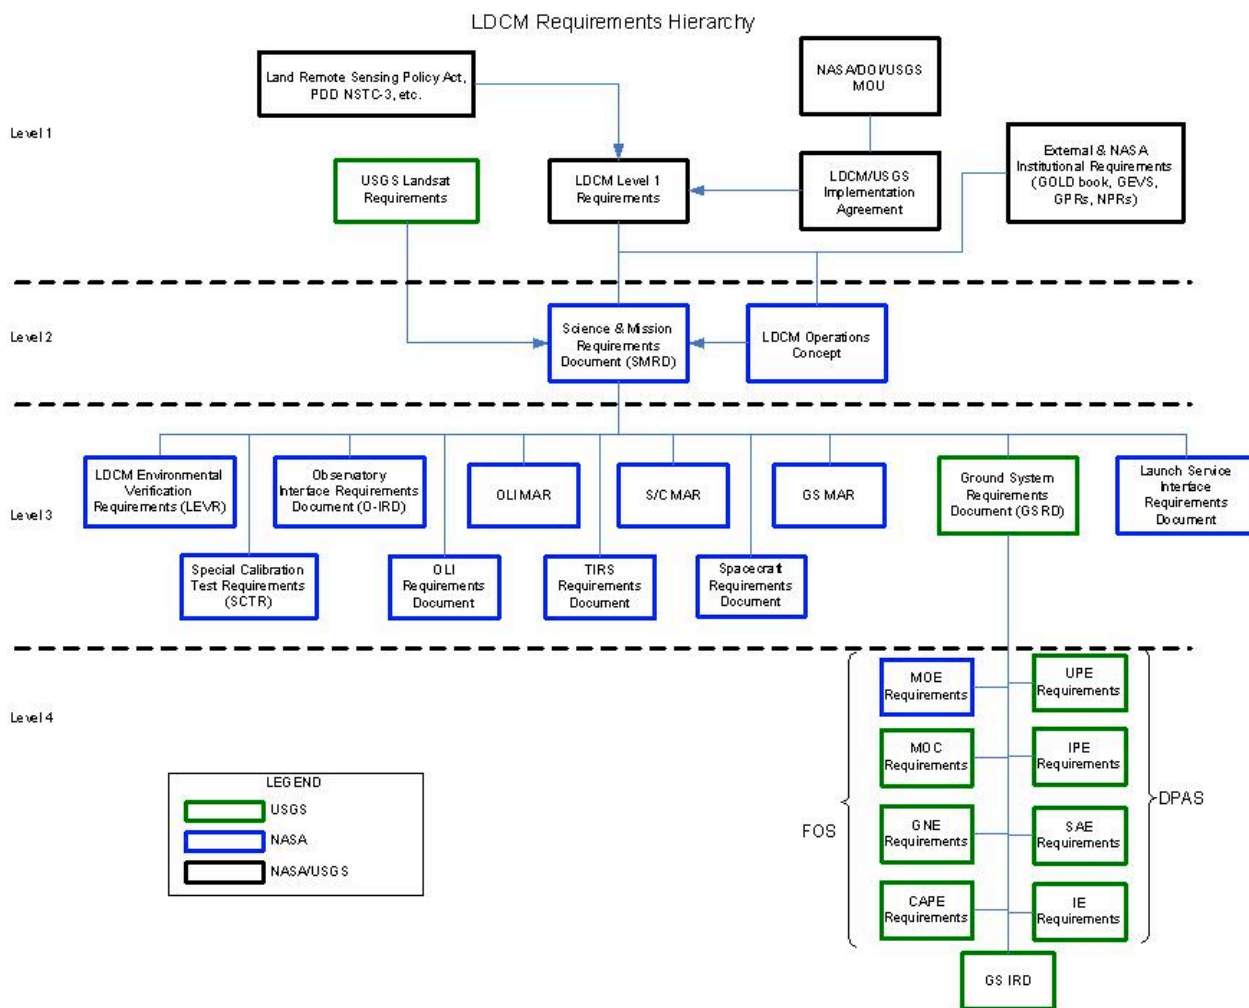 LDCM Requirements Hierarchy
Land Remote Sensing Policy Act,
PDD NSTC-3, etc.
NASA/DOI/USGS
MOU
Level 1
USGS Landsat
Requirements
LDCM Level 1
Requirements
LDCM/USGS
Implementation
Agreement
External & NASA
Institutional Requirements
(GOLD book, GEVS,
GPRs, NPRs)
Level 2
Science & Mission
Requirements
Document (SMRD)
LDCM Operations
Concept
Level 3
LDCM Environmental
Verification
Requirements (LEVR)
Observatory
Interface Requirements
Document (O-IRD)
OLI MAR
S/C MAR
GS MAR
Ground System
Requirements
Document (GSRD)
Launch Service
Interface
Requirements
Document
Special Calibration
Test Requirements
(SCTR)
OLI
Requirements
Document
TIRS
Requirements
Document
Spacecraft
Requirements
Document
Level 4
MOE
Requirements
UPE
Requirements
MOC
Requirements
IPE
Requirements
FOS
DPAS
GNE
Requirements
SAE
Requirements
CAPE
Requirements
IE
Requirements
GS IRD
LEGEND
USGS
NASA
NASA/USGS